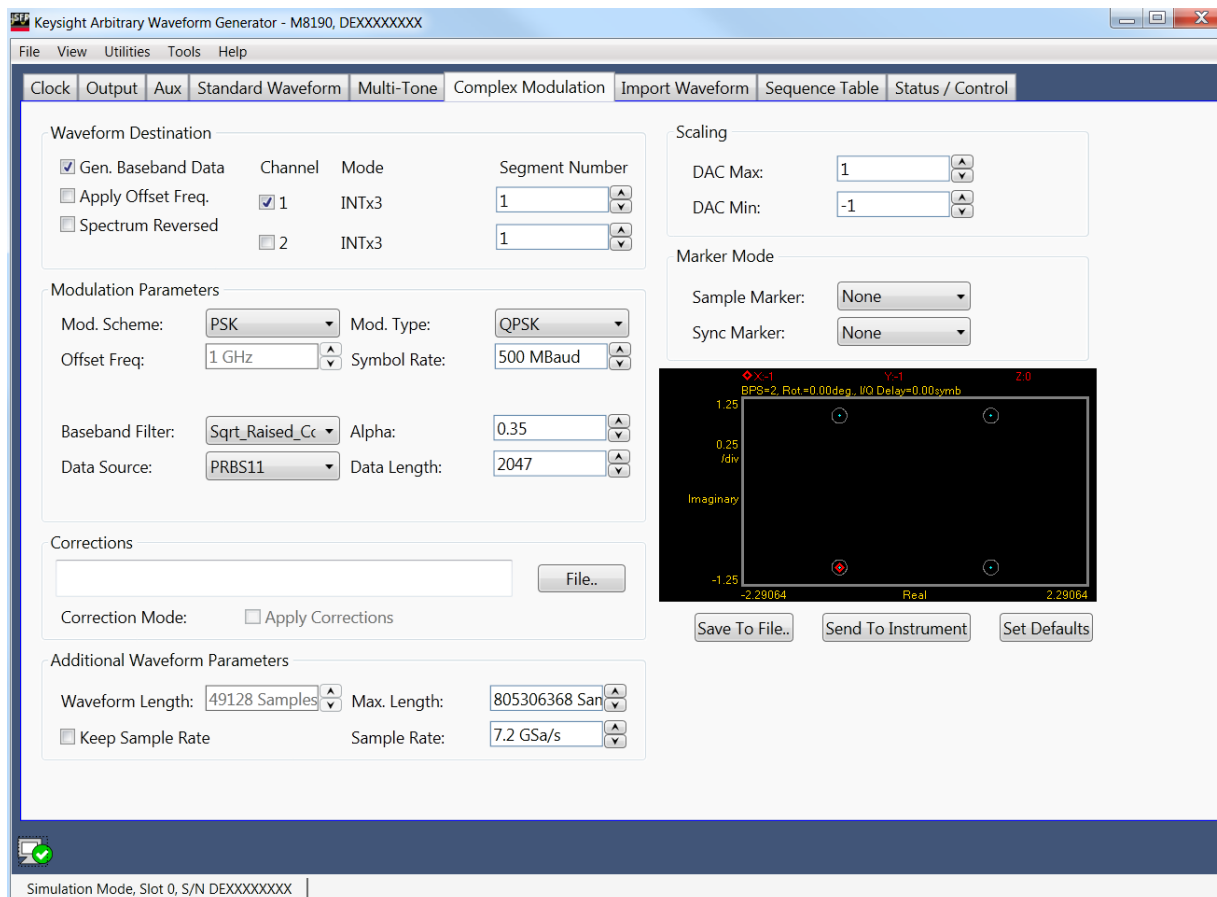 Keysight Arbitrary Waveform Generator - M8190, DEXXXXXXXX
File View Utilities Tools Help
Clock Output Aux Standard Waveform Multi-Tone Complex Modulation Import Waveform Sequence Table Status / Control
Waveform Destination
Gen. Baseband Data Channel Mode Segment Number
Apply Offset Freq. 1 INTx3 1
Spectrum Reversed
2 INTx3 1
Modulation Parameters
Mod. Scheme: PSK Mod. Type: QPSK
Offset Freq: 1 GHz Symbol Rate: 500 MBaud
Baseband Filter: Sqrt_Raised_Cc Alpha: 0.35
Data Source: PRBS11 Data Length: 2047
Corrections
File..
Correction Mode: Apply Corrections
Additional Waveform Parameters
Waveform Length: 49128 Samples Max. Length: 805306368 San
Keep Sample Rate Sample Rate: 7.2 GSa/s
Scaling
DAC Max: 1
DAC Min: -1
Marker Mode
Sample Marker: None
Sync Marker: None
X:-1 Y:-1 Z:0
BPS=2, Rot.=0.00deg., I/Q Delay=0.00symb
1.25
0.25
/div
Imaginary
-1.25
-2.29064 Real 2.29064
Save To File.. Send To Instrument Set Defaults
Simulation Mode, Slot 0, S/N DEXXXXXXXX